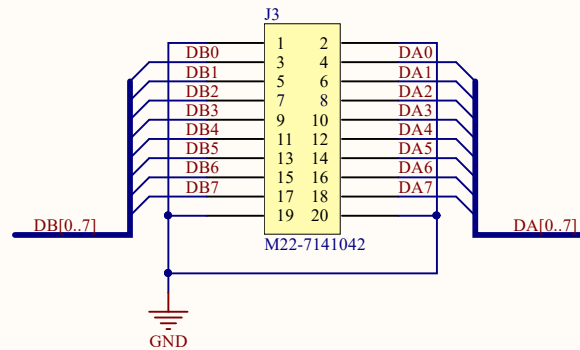 J3
1 2
DB0 3 4 DA0
DB1 5 6 DA1
DB2 7 8 DA2
DB3 9 10 DA3
DB4 11 12 DA4
DB5 13 14 DA5
DB6 15 16 DA6
DB7 17 18 DA7
19 20
DB[0..7] DA[0..7]
M22-7141042
GND